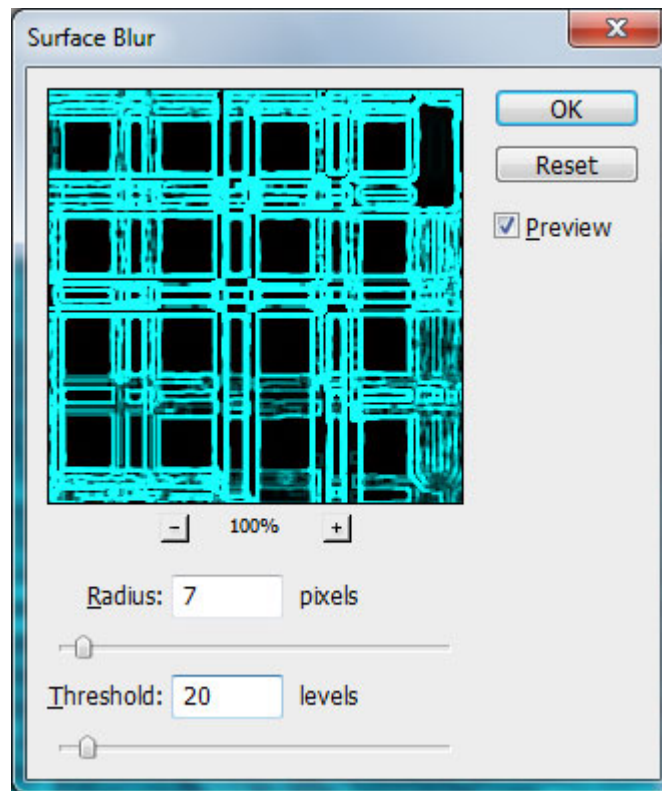 Surface Blur
OK
Reset
Preview
- 100% +
Radius: 7 pixels
Threshold: 20 levels